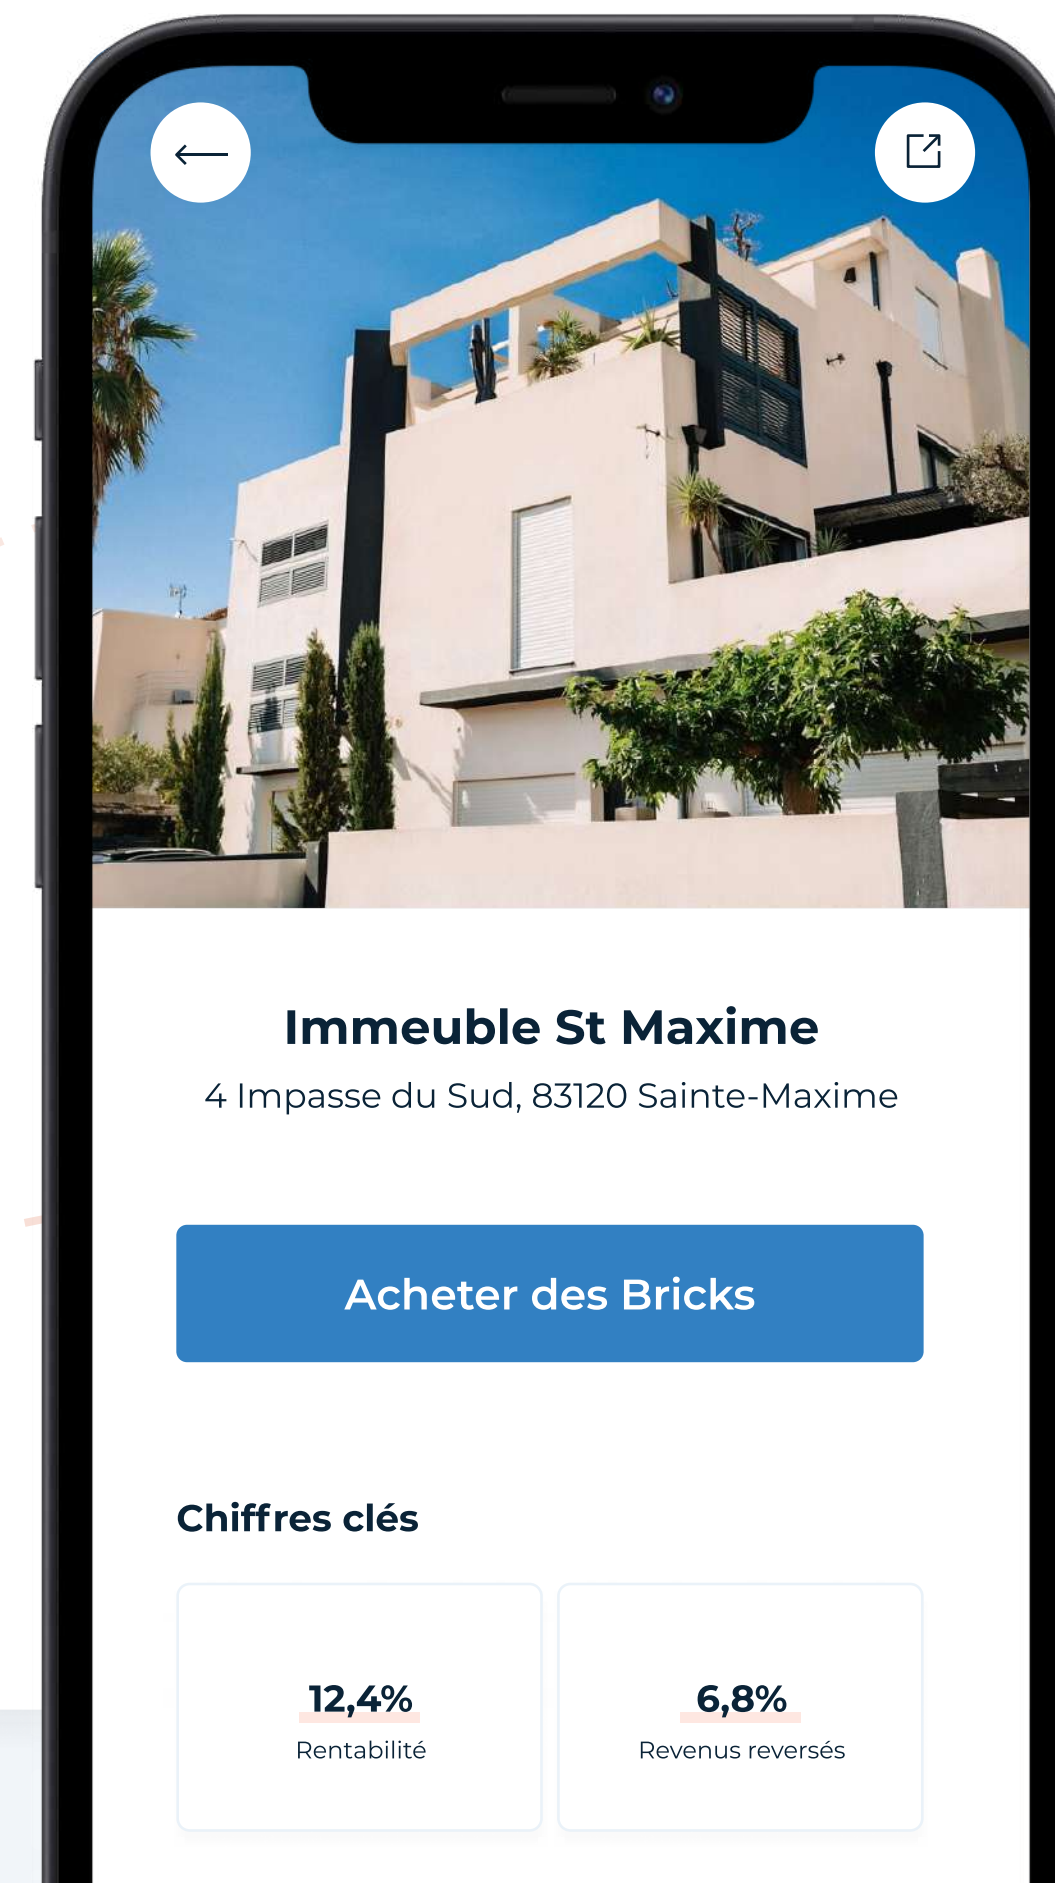 Immeuble St Maxime
4 Impasse du Sud, 83120 Sainte-Maxime
Acheter des Bricks
Chiffres clés
12,4%
Rentabilité
6,8%
Revenus reversés